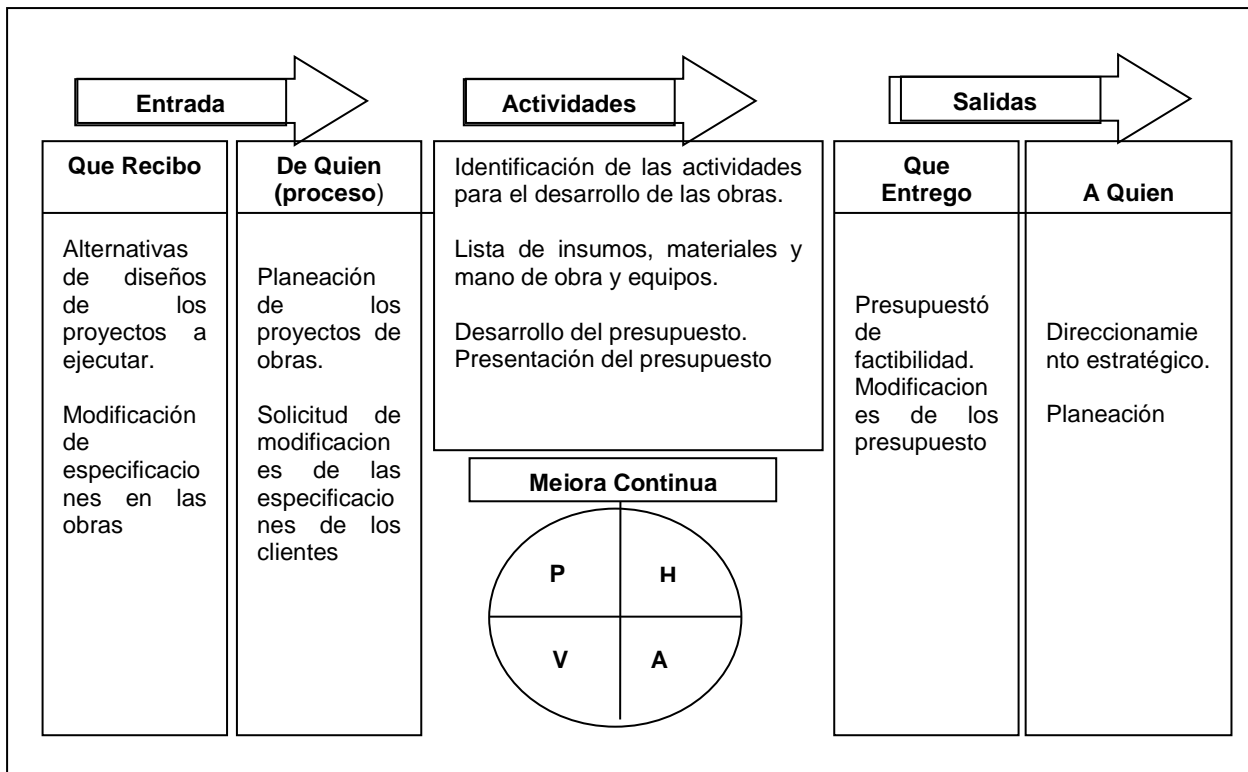 Entrada
Actividades
Salidas
Que Recibo
Alternativas
de diseños
de los
proyectos a
ejecutar.
Modificación
de
especificacio
nes en las
obras
De Quien
(proceso)
Planeación
de los
proyectos de
obras.
Solicitud de
modificacion
es de las
especificacio
nes de los
clientes
Identificación de las actividades
para el desarrollo de las obras.
Lista de insumos, materiales y
mano de obra y equipos.
Desarrollo del presupuesto.
Presentación del presupuesto
Mejora Continua
P
H
V
A
Que
Entrego
Presupuestó
de
factibilidad.
Modificacion
es de los
presupuesto
A Quien
Direccionamie
nto estratégico.
Planeación